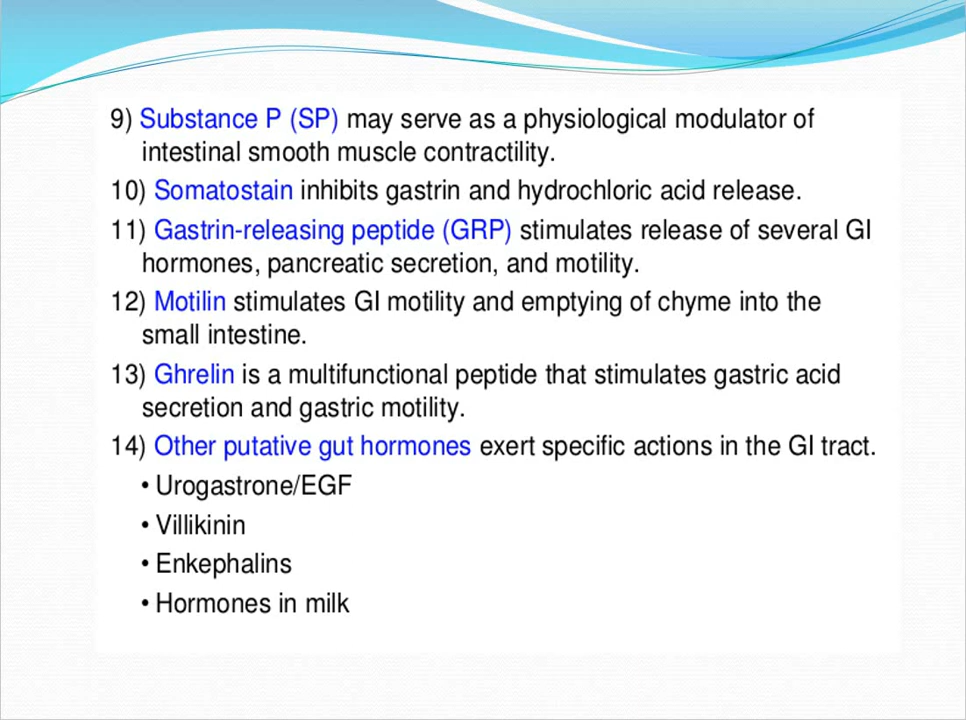 9) Substance P (SP) may serve as a physiological modulator of
intestinal smooth muscle contractility.
10) Somatostain inhibits gastrin and hydrochloric acid release.
11) Gastrin-releasing peptide (GRP) stimulates release of several GI
hormones, pancreatic secretion, and motility.
12) Motilin stimulates GI motility and emptying of chyme into the
small intestine.
13) Ghrelin is a multifunctional peptide that stimulates gastric acid
secretion and gastric motility.
14) Other putative gut hormones exert specific actions in the GI tract.
• Urogastrone/EGF
• Villikinin
• Enkephalins
• Hormones in milk